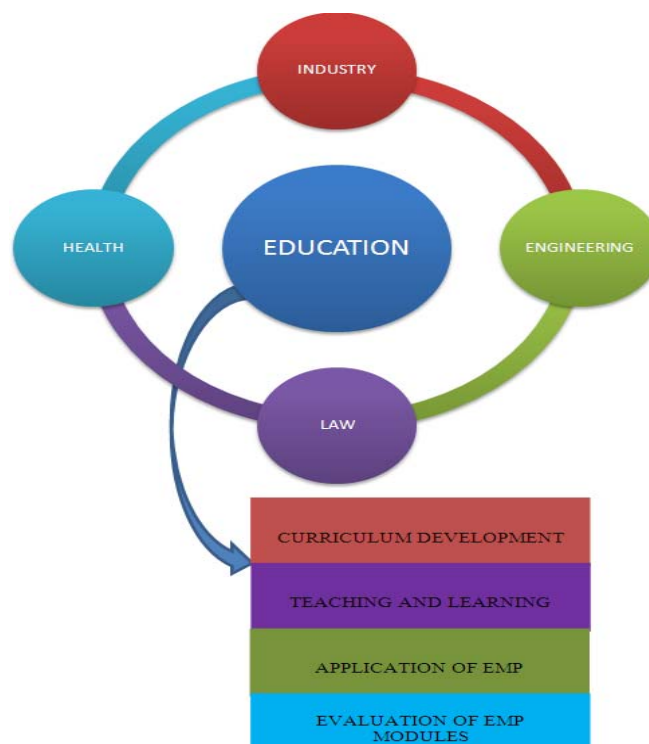 INDUSTRY
HEALTH
EDUCATION
ENGINEERING
LAW
CURRICULUM DEVELOPMENT
TEACHING AND LEARNING
APPLICATION OF EMP
EVALUATION OF EMP
MODULES